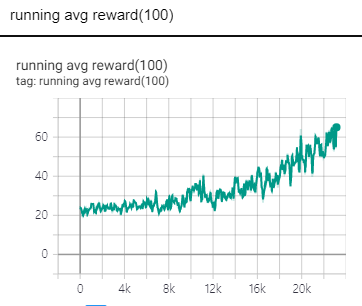 running avg reward(100)
running avg reward(100)
tag: running avg reward(100)
60
40
20
0
0 4k 8k 12k 16k 20k